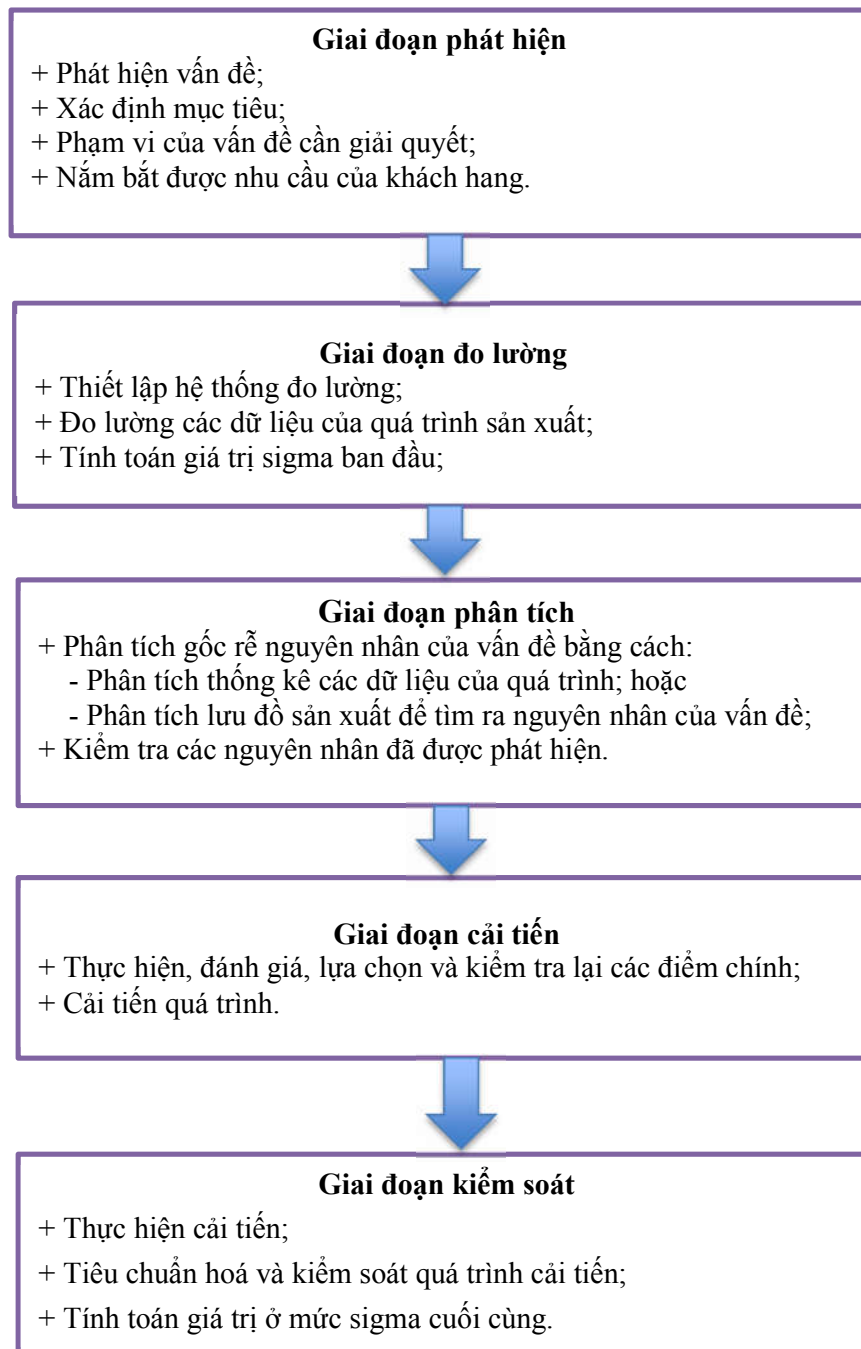 Giai đoạn phát hiện
+ Phát hiện vấn đề;
+ Xác định mục tiêu;
+ Phạm vi của vấn đề cần giải quyết;
+ Nắm bắt được nhu cầu của khách hang.
Giai đoạn đo lường
+ Thiết lập hệ thống đo lường;
+ Đo lường các dữ liệu của quá trình sản xuất;
+ Tính toán giá trị sigma ban đầu;
Giai đoạn phân tích
+ Phân tích gốc rễ nguyên nhân của vấn đề bằng cách:
- Phân tích thống kê các dữ liệu của quá trình; hoặc
- Phân tích lưu đồ sản xuất để tìm ra nguyên nhân của vấn đề;
+ Kiểm tra các nguyên nhân đã được phát hiện.
Giai đoạn cải tiến
+ Thực hiện, đánh giá, lựa chọn và kiểm tra lại các điểm chính;
+ Cải tiến quá trình.
Giai đoạn kiểm soát
+ Thực hiện cải tiến;
+ Tiêu chuẩn hoá và kiểm soát quá trình cải tiến;
+ Tính toán giá trị ở mức sigma cuối cùng.